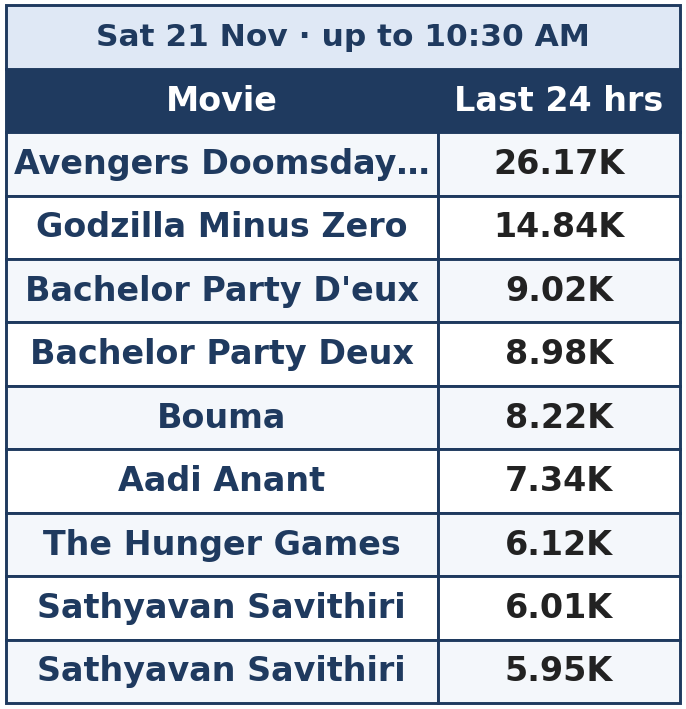 Sat 21 Nov · up to 10:30 AM
Movie Last 24 hrs
Avengers Doomsday... 26.17K
Godzilla Minus Zero 14.84K
Bachelor Party D'eux 9.02K
Bachelor Party Deux 8.98K
Bouma 8.22K
Aadi Anant 7.34K
The Hunger Games 6.12K
Sathyavan Savithiri 6.01K
Sathyavan Savithiri 5.95K